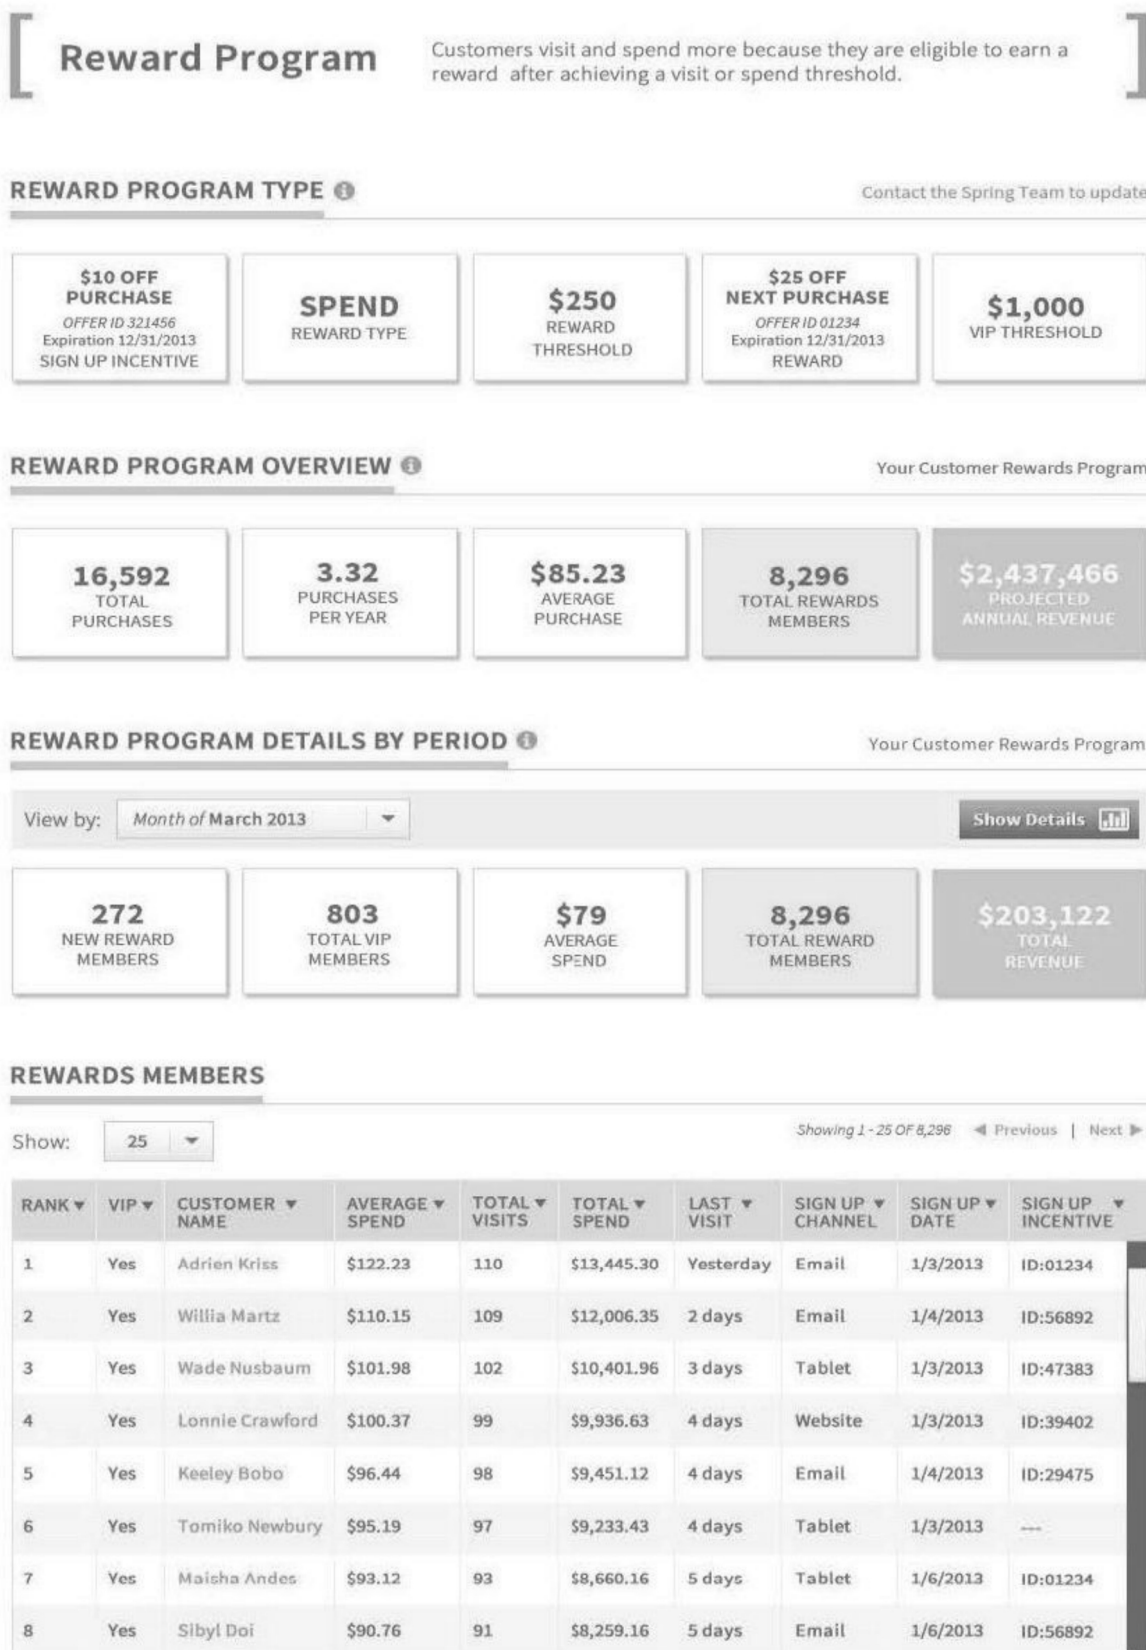 Reward Program
Customers visit and spend more because they are eligible to earn a
reward after achieving a visit or spend threshold.
REWARD PROGRAM TYPE
Contact the Spring Team to update
$10 OFF
PURCHASE
OFFER ID 321456
Expiration 12/31/2013
SIGN UP INCENTIVE
SPEND
REWARD TYPE
$250
REWARD
THRESHOLD
$25 OFF
NEXT PURCHASE
OFFER ID 01234
Expiration 12/31/2013
REWARD
$1,000
VIP THRESHOLD
REWARD PROGRAM OVERVIEW
Your Customer Rewards Program
16,592
TOTAL
PURCHASES
3.32
PURCHASES
PER YEAR
$85.23
AVERAGE
PURCHASE
8,296
TOTAL REWARDS
MEMBERS
$2,437,466
PROJECTED
ANNUAL REVENUE
REWARD PROGRAM DETAILS BY PERIOD
Your Customer Rewards Program
View by: Month of March 2013
Show Details
272
NEW REWARD
MEMBERS
803
TOTAL VIP
MEMBERS
$79
AVERAGE
SPEND
8,296
TOTAL REWARD
MEMBERS
$203,122
TOTAL
REVENUE
REWARDS MEMBERS
Show: 25
Showing 1 - 25 OF 8,296 Previous | Next
RANK VIP CUSTOMER NAME AVERAGE SPEND TOTAL VISITS TOTAL SPEND LAST VISIT SIGN UP CHANNEL SIGN UP DATE SIGN UP INCENTIVE
1 Yes Adrien Kriss $122.23 110 $13,445.30 Yesterday Email 1/3/2013 ID:01234
2 Yes Willia Martz $110.15 109 $12,006.35 2 days Email 1/4/2013 ID:56892
3 Yes Wade Nusbaum $101.98 102 $10,401.96 3 days Tablet 1/3/2013 ID:47383
4 Yes Lonnie Crawford $100.37 99 $9,936.63 4 days Website 1/3/2013 ID:39402
5 Yes Keeley Bobo $96.44 98 $9,451.12 4 days Email 1/4/2013 ID:29475
6 Yes Tomiko Newbury $95.19 97 $9,233.43 4 days Tablet 1/3/2013 ---
7 Yes Maisha Andes $93.12 93 $8,660.16 5 days Tablet 1/6/2013 ID:01234
8 Yes Sibyl Doi $90.76 91 $8,259.16 5 days Email 1/6/2013 ID:56892